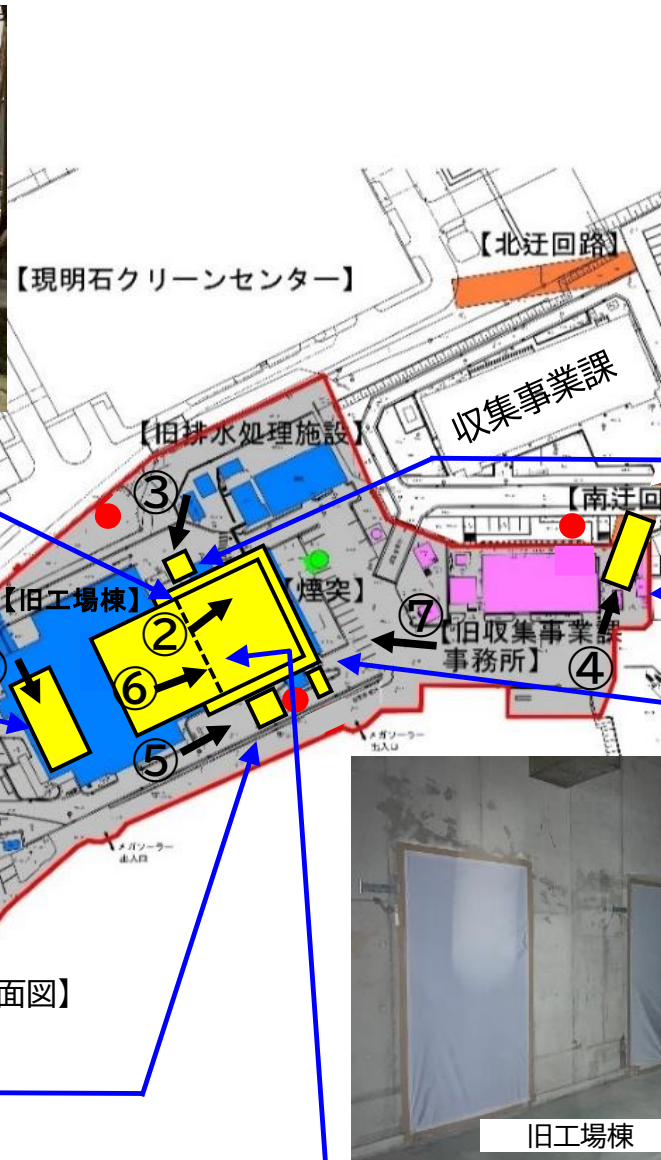 【北迂回路】
【現明石クリーンセンター】
収集事業課
【旧排水処理施設】
③
【南迂回
【旧工場棟】
【煙突】
②
⑦
【旧収集事業課
事務所】
④
⑥
⑤
メガソーラー
出入口
メガソーラー
出入口
面図】
旧工場棟